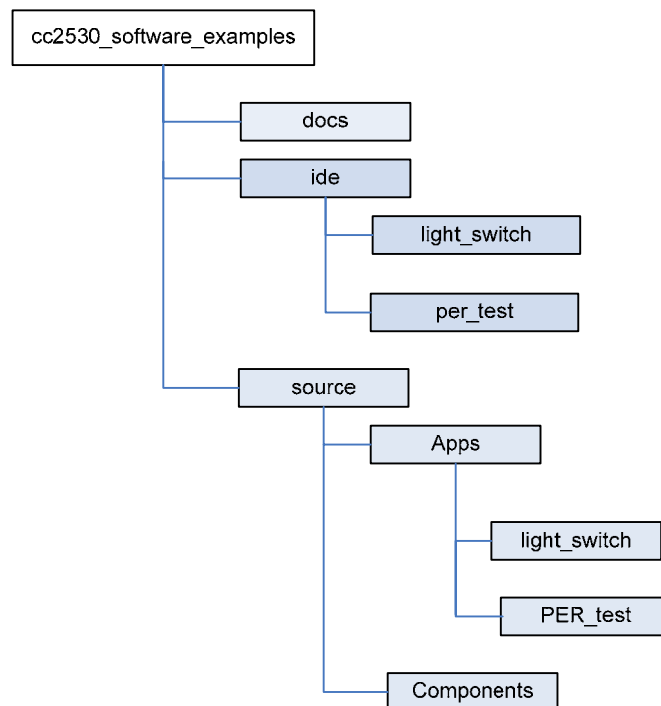 cc2530_software_examples
docs
ide
light_switch
per_test
source
Apps
light_switch
PER_test
Components